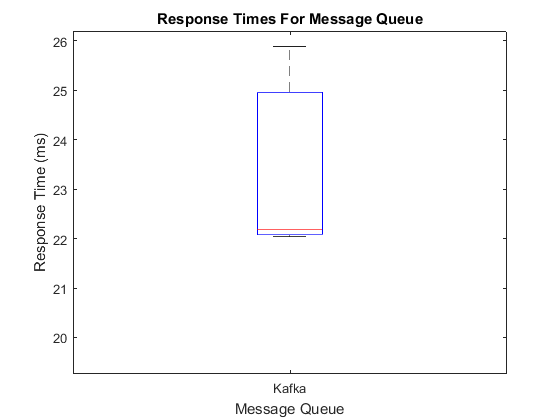 Response Times For Message Queue
26
25
24
23
22
21
20
Response Time (ms)
Kafka
Message Queue